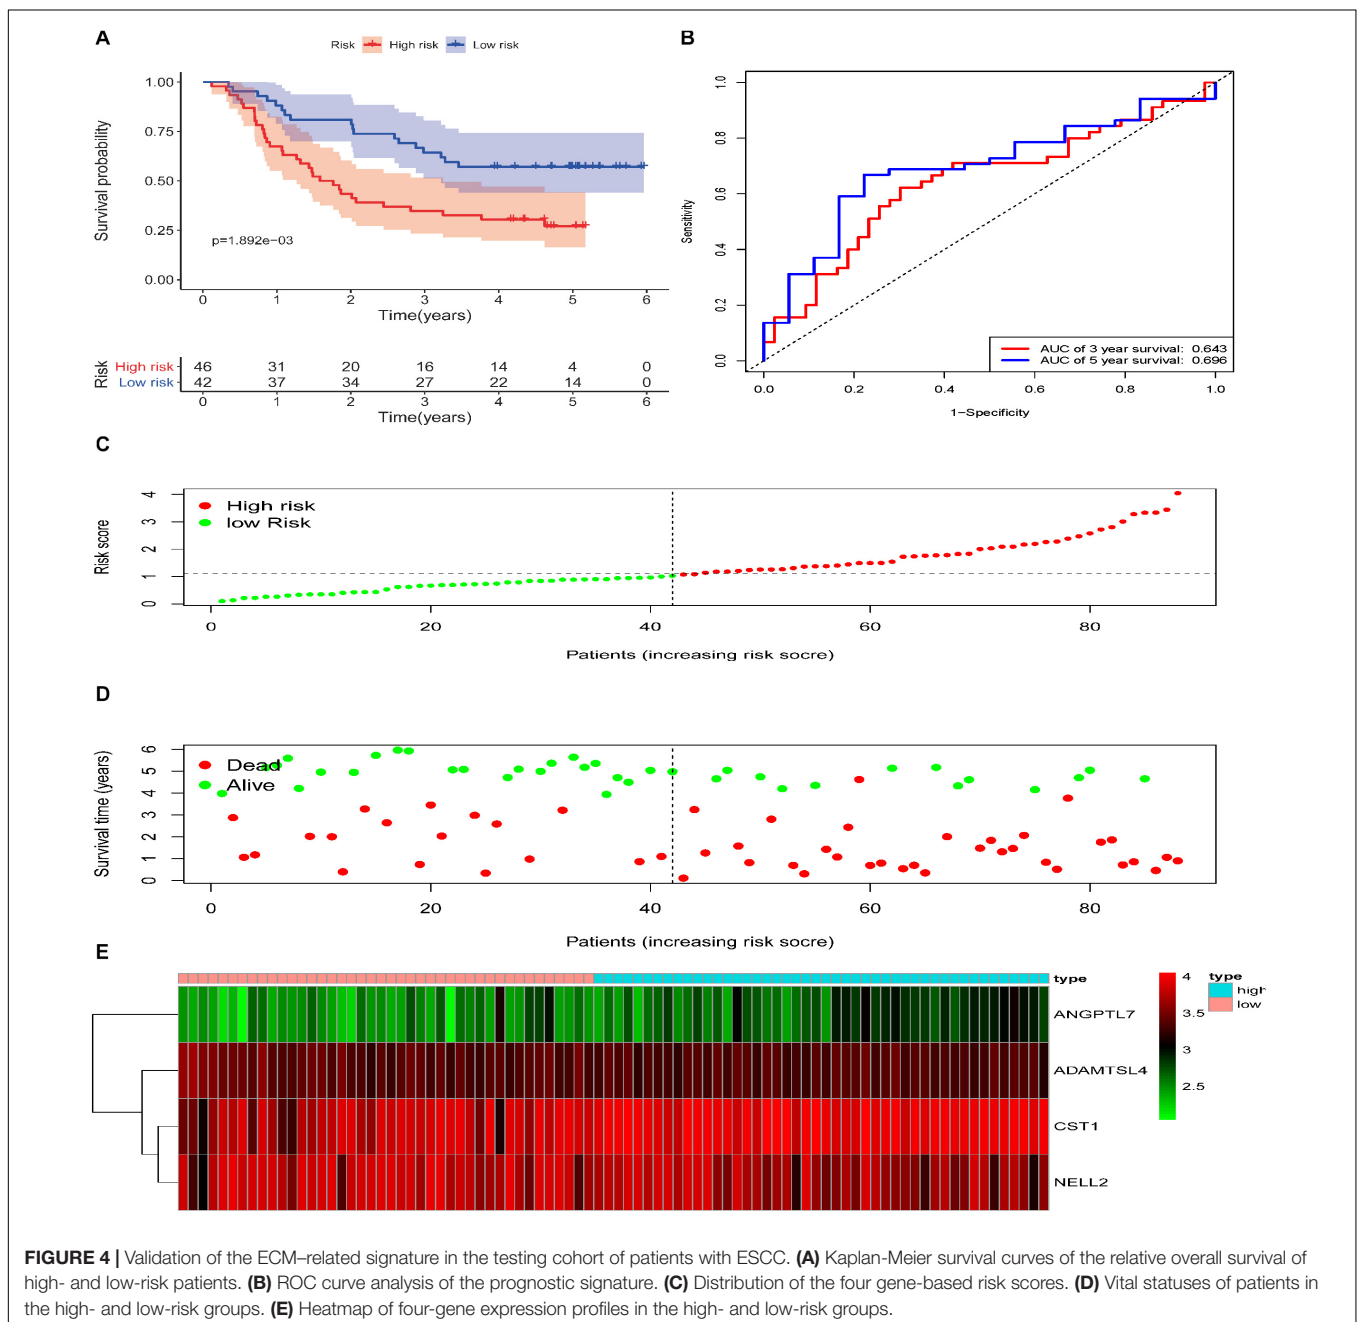 A
Risk High risk Low risk
Survival probability
1.00
0.75
0.50
0.25
0.00
p=1.892e−03
0 1 2 3 4 5 6
Time(years)
Risk
High risk 46 31 20 16 14 4 0
Low risk 42 37 34 27 22 14 0
0 1 2 3 4 5 6
Time(years)
B
Sensitivity
1.0
0.8
0.6
0.4
0.2
0.0
AUC of 3 year survival: 0.643
AUC of 5 year survival: 0.696
0.0 0.2 0.4 0.6 0.8 1.0
1−Specificity
C
Risk score
4
3
2
1
0
High risk
low Risk
0 20 40 60 80
Patients (increasing risk socre)
D
Survival time (years)
6
5
4
3
2
1
0
Dead
Alive
0 20 40 60 80
Patients (increasing risk socre)
E
type
ANGPTL7
ADAMTSL4
CST1
NELL2
4
3.5
3
2.5
type
high
low
FIGURE 4 | Validation of the ECM–related signature in the testing cohort of patients with ESCC. (A) Kaplan-Meier survival curves of the relative overall survival of
high- and low-risk patients. (B) ROC curve analysis of the prognostic signature. (C) Distribution of the four gene-based risk scores. (D) Vital statuses of patients in
the high- and low-risk groups. (E) Heatmap of four-gene expression profiles in the high- and low-risk groups.